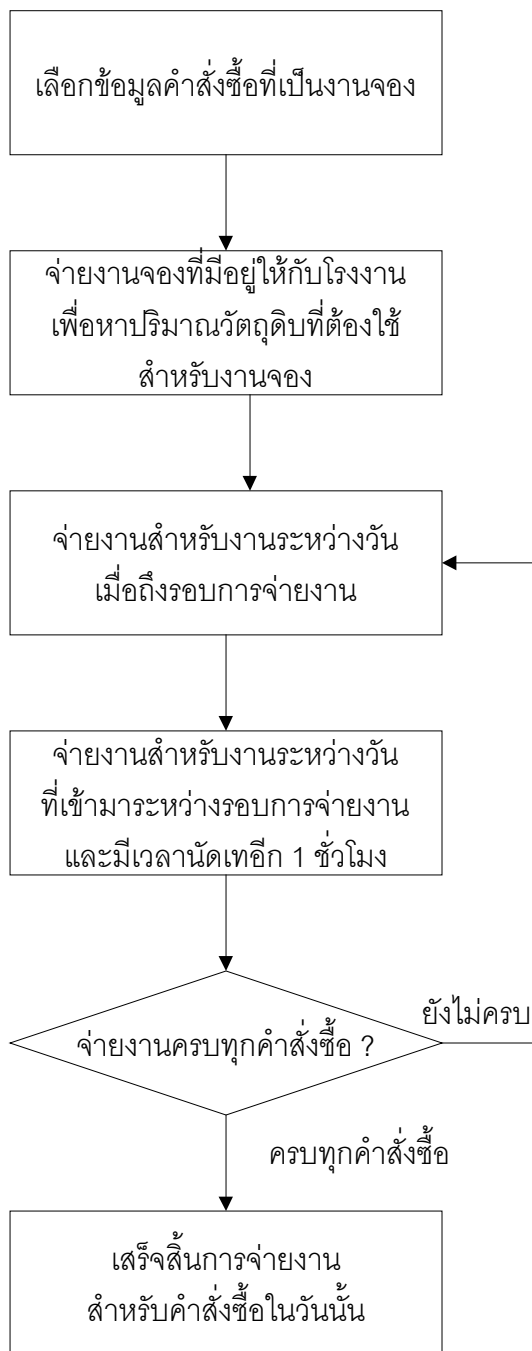 เลือกข้อมูลคำสั่งซื้อที่เป็นงานจอง
จ่ายงานจองที่มีอยู่ให้กับโรงงาน
เพื่อหาปริมาณวัตถุดิบที่ต้องใช้
สำหรับงานจอง
จ่ายงานสำหรับงานระหว่างวัน
เมื่อถึงรอบการจ่ายงาน
จ่ายงานสำหรับงานระหว่างวัน
ที่เข้ามาระหว่างรอบการจ่ายงาน
และมีเวลานัดเทอีก 1 ชั่วโมง
ยังไม่ครบ
จ่ายงานครบทุกคำสั่งซื้อ ?
ครบทุกคำสั่งซื้อ
เสร็จสิ้นการจ่ายงาน
สำหรับคำสั่งซื้อในวันนั้น